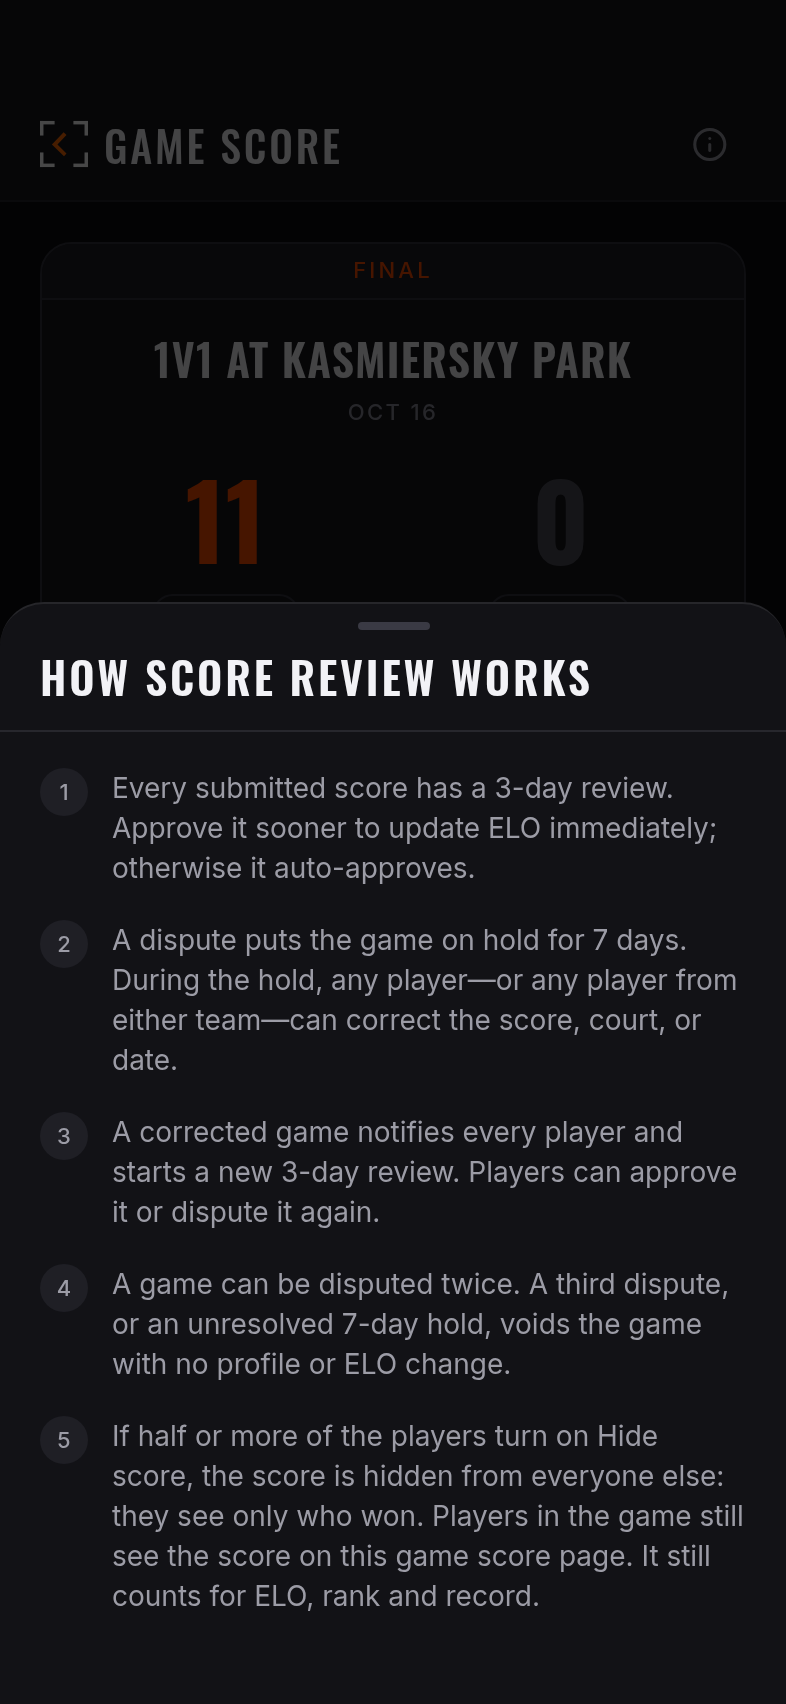 GAME SCORE
FINAL
1V1 AT KASMIERSKY PARK
OCT 16
11 0
HOW SCORE REVIEW WORKS
1 Every submitted score has a 3-day review.
Approve it sooner to update ELO immediately;
otherwise it auto-approves.
2 A dispute puts the game on hold for 7 days.
During the hold, any player—or any player from
either team—can correct the score, court, or
date.
3 A corrected game notifies every player and
starts a new 3-day review. Players can approve
it or dispute it again.
4 A game can be disputed twice. A third dispute,
or an unresolved 7-day hold, voids the game
with no profile or ELO change.
5 If half or more of the players turn on Hide
score, the score is hidden from everyone else:
they see only who won. Players in the game still
see the score on this game score page. It still
counts for ELO, rank and record.